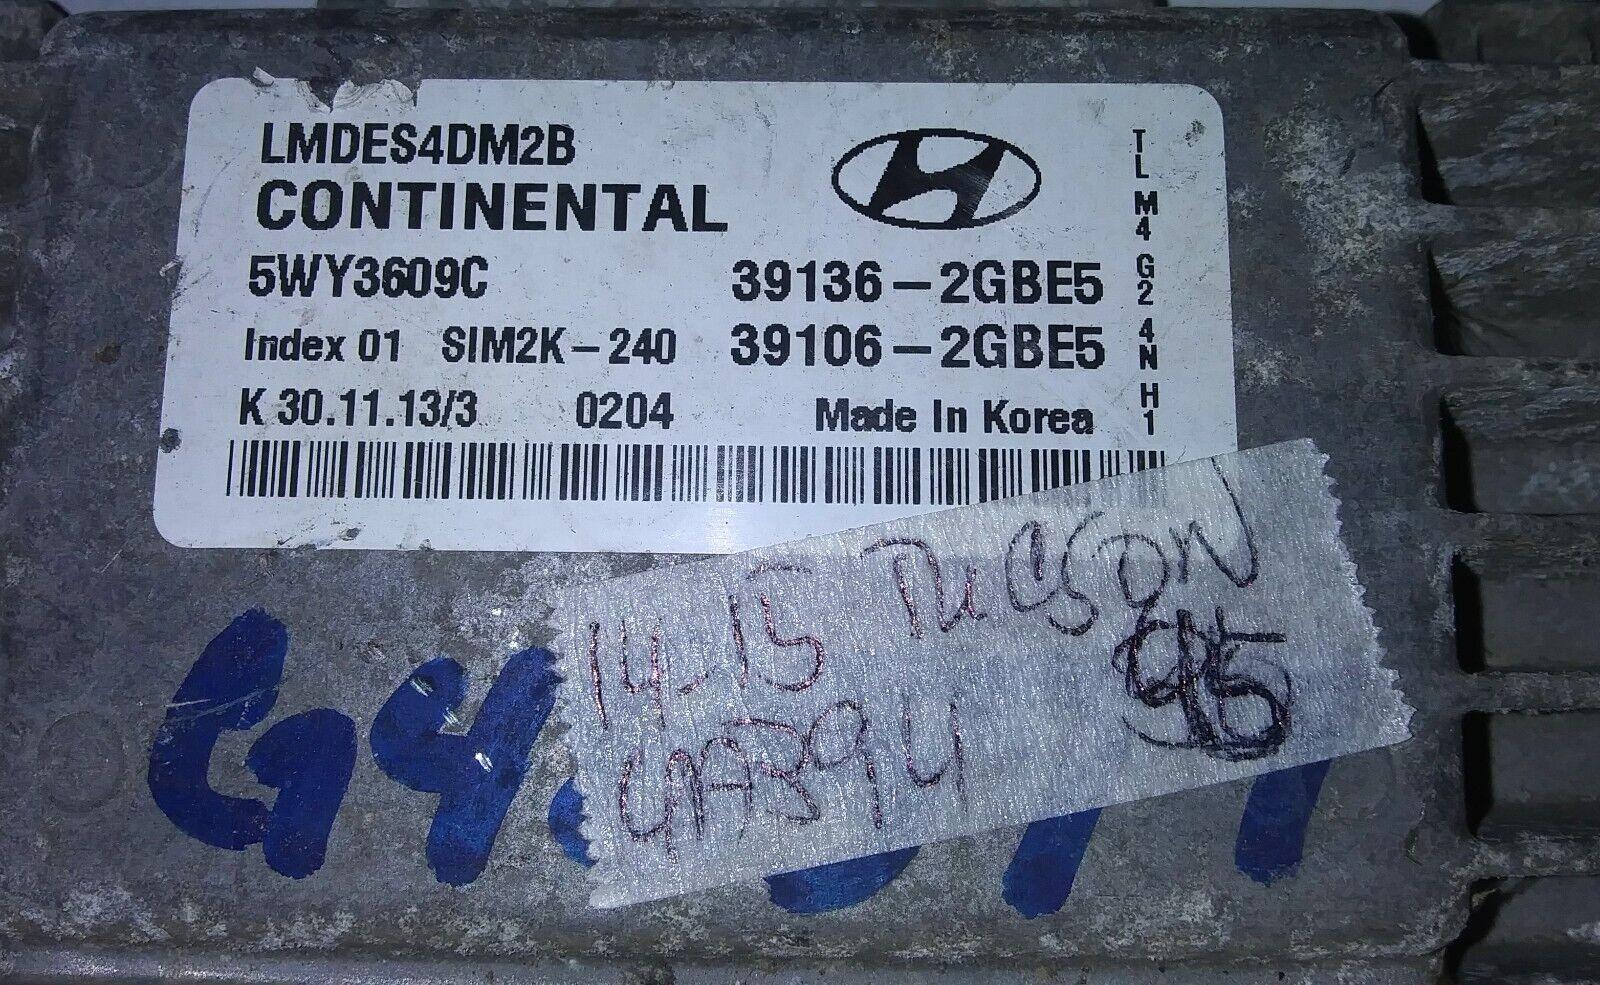 LMDES4DM2B
CONTINENTAL
5WY3609C 39136-2GBE5
Index 01 SIM2K-240 39106-2GBE5
K 30.11.13/3 0204 Made In Korea
TL M4 G2 4N H1
14-15 TucSON
G4